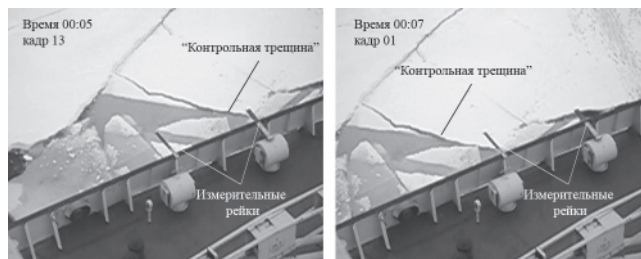 Время 00:05
кадр 13
“Контрольная трещина”
Измерительные
рейки
Время 00:07
кадр 01
“Контрольная трещина”
Измерительные
рейки